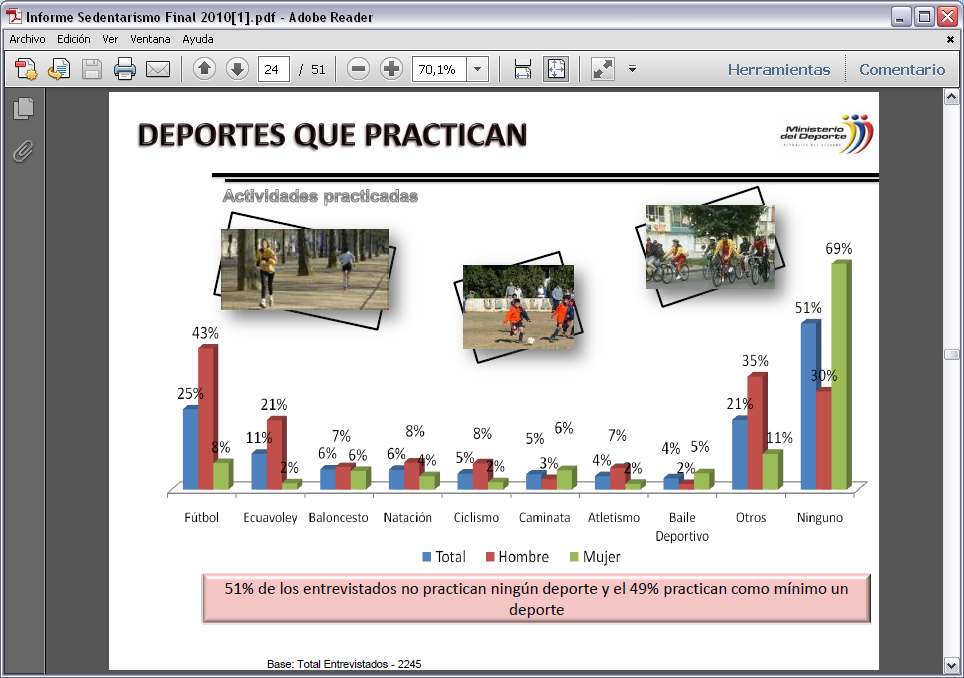 Informe Sedentarismo Final 2010[1].pdf - Adobe Reader
Archivo Edición Ver Ventana Ayuda
24 / 51 70,1% Herramientas Comentario
DEPORTES QUE PRACTICAN
Ministerio
del Deporte
Actividades practicadas
25% 43% 8%
11% 21% 2%
6% 7% 6%
6% 8% 4%
5% 8% 2%
5% 3% 6%
4% 7% 2%
4% 2% 5%
21% 35% 11%
51% 30% 69%
Fútbol Ecuavoley Baloncesto Natación Ciclismo Caminata Atletismo Baile Otros Ninguno
Deportivo
Total Hombre Mujer
51% de los entrevistados no practican ningún deporte y el 49% practican como mínimo un
deporte
Base: Total Entrevistados - 2245